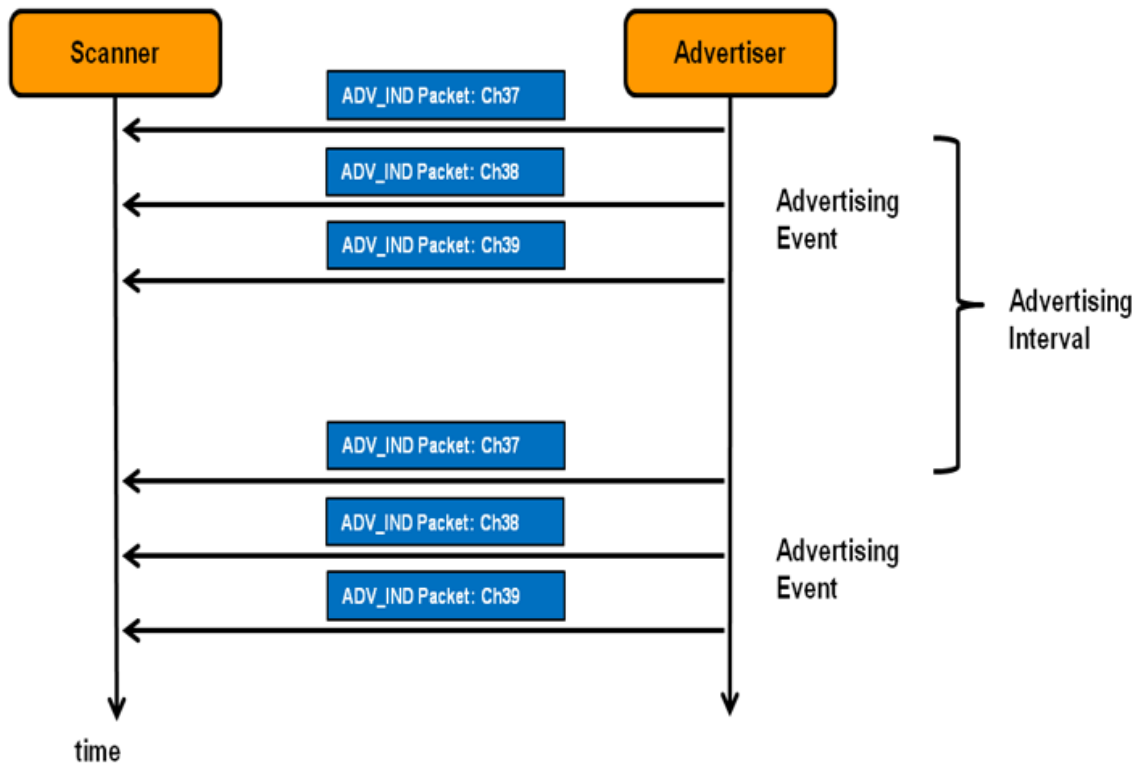 Scanner
Advertiser
ADV_IND Packet: Ch37
ADV_IND Packet: Ch38
ADV_IND Packet: Ch39
Advertising
Event
Advertising
Interval
ADV_IND Packet: Ch37
ADV_IND Packet: Ch38
ADV_IND Packet: Ch39
Advertising
Event
time